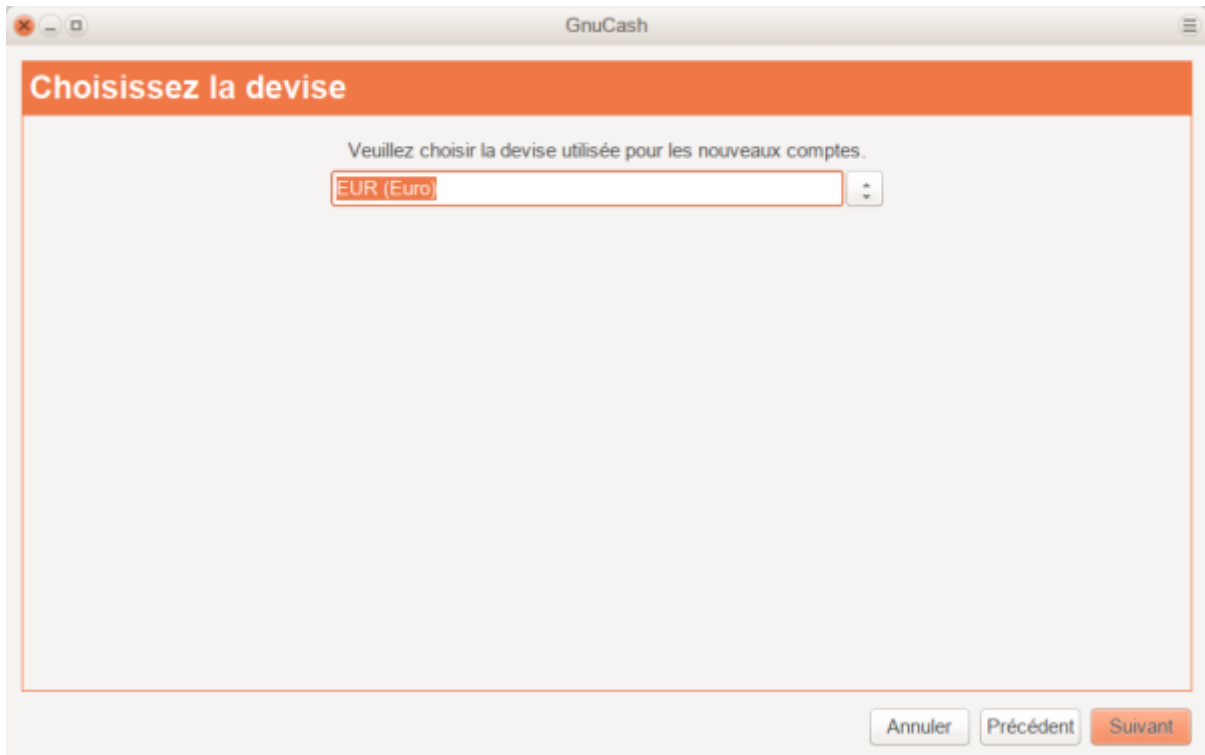 GnuCash
Choisissez la devise
Veuillez choisir la devise utilisée pour les nouveaux comptes.
EUR (Euro)
Annuler Précédent Suivant